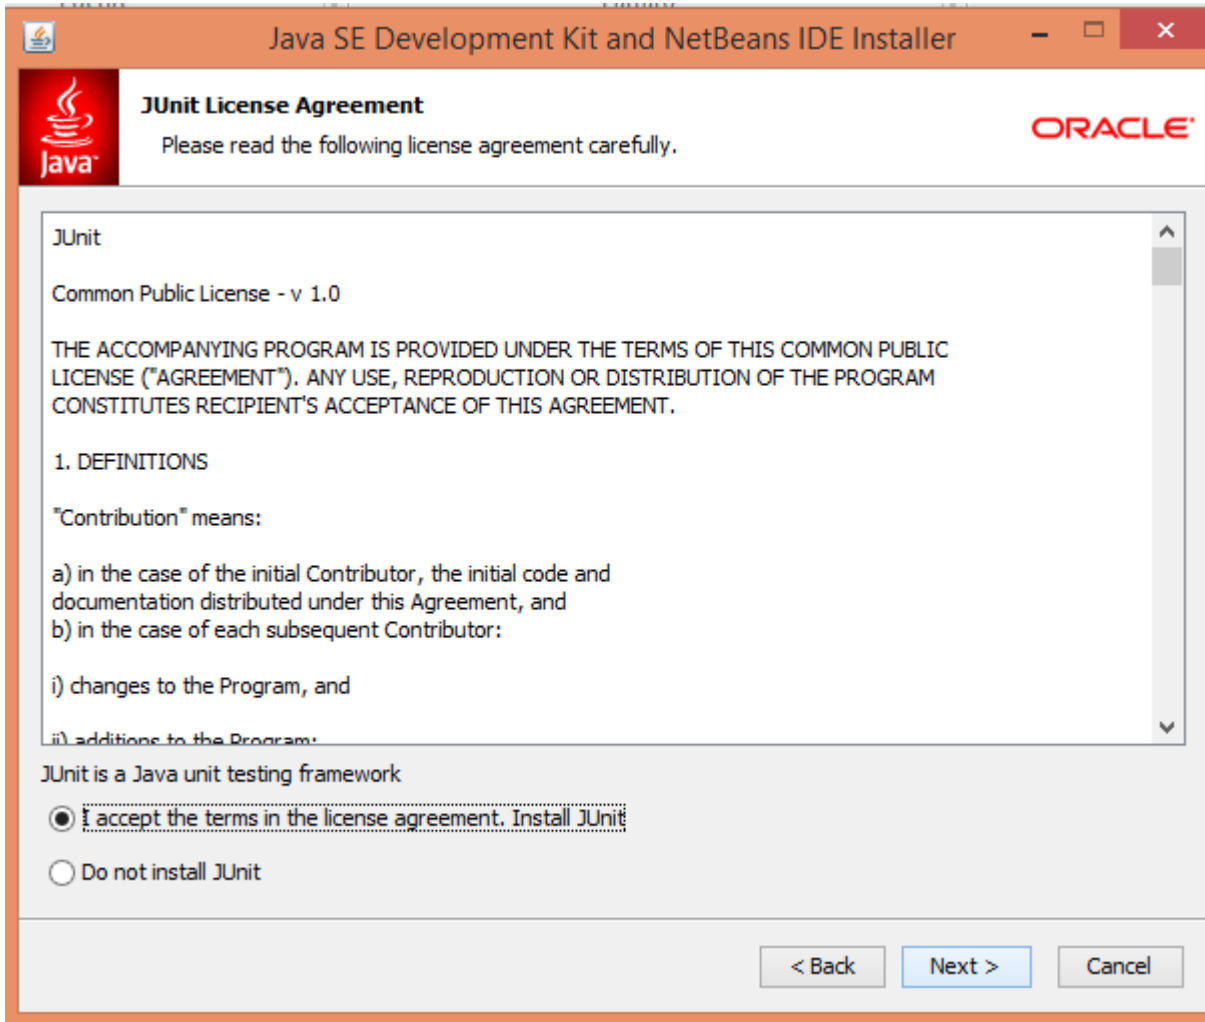 Java SE Development Kit and NetBeans IDE Installer
Java
JUnit License Agreement
Please read the following license agreement carefully.
ORACLE
JUnit
Common Public License - v 1.0
THE ACCOMPANYING PROGRAM IS PROVIDED UNDER THE TERMS OF THIS COMMON PUBLIC
LICENSE ("AGREEMENT"). ANY USE, REPRODUCTION OR DISTRIBUTION OF THE PROGRAM
CONSTITUTES RECIPIENT'S ACCEPTANCE OF THIS AGREEMENT.
1. DEFINITIONS
"Contribution" means:
a) in the case of the initial Contributor, the initial code and
documentation distributed under this Agreement, and
b) in the case of each subsequent Contributor:
i) changes to the Program, and
ii) additions to the Program;
JUnit is a Java unit testing framework
I accept the terms in the license agreement. Install JUnit
Do not install JUnit
< Back
Next >
Cancel